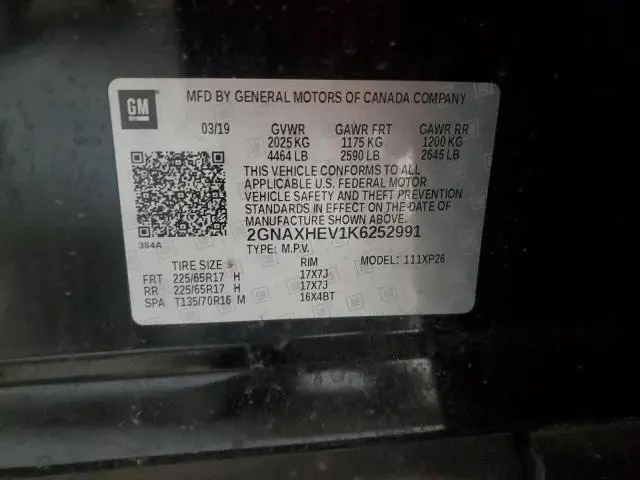 GM
MFD BY GENERAL MOTORS OF CANADA COMPANY
03/19 GVWR GAWR FRT GAWR RR
2025 KG 1175 KG 1200 KG
4464 LB 2590 LB 2645 LB
THIS VEHICLE CONFORMS TO ALL
APPLICABLE U.S. FEDERAL MOTOR
VEHICLE SAFETY AND THEFT PREVENTION
STANDARDS IN EFFECT ON THE DATE OF
MANUFACTURE SHOWN ABOVE.
384A
2GNAXHEV1K6252991
TYPE: M.P.V.
TIRE SIZE S RIM MODEL: 111XP26
FRT 225/65R17 H 17X7J
RR 225/65R17 H 17X7J
SPA T135/70R16 M 16X4BT